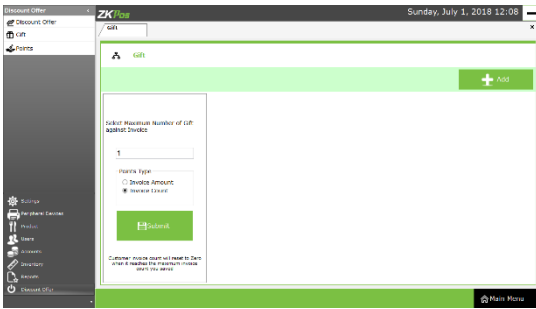 Discount Offer
Discount Offer
Gift
Points
Settings
Peripheral Devices
Product
Users
Accounts
Inventory
Reports
Discount Offer
ZKPos
Sunday, July 1, 2018 12:08
Gift
x
Gift
Add
Select Maximum Number of Gift
against Invoice
1
Points Type
Invoice Amount
Invoice Count
Submit
Customer invoice count will reset to Zero
when it reaches the maximum invoice
count you saved
Main Menu